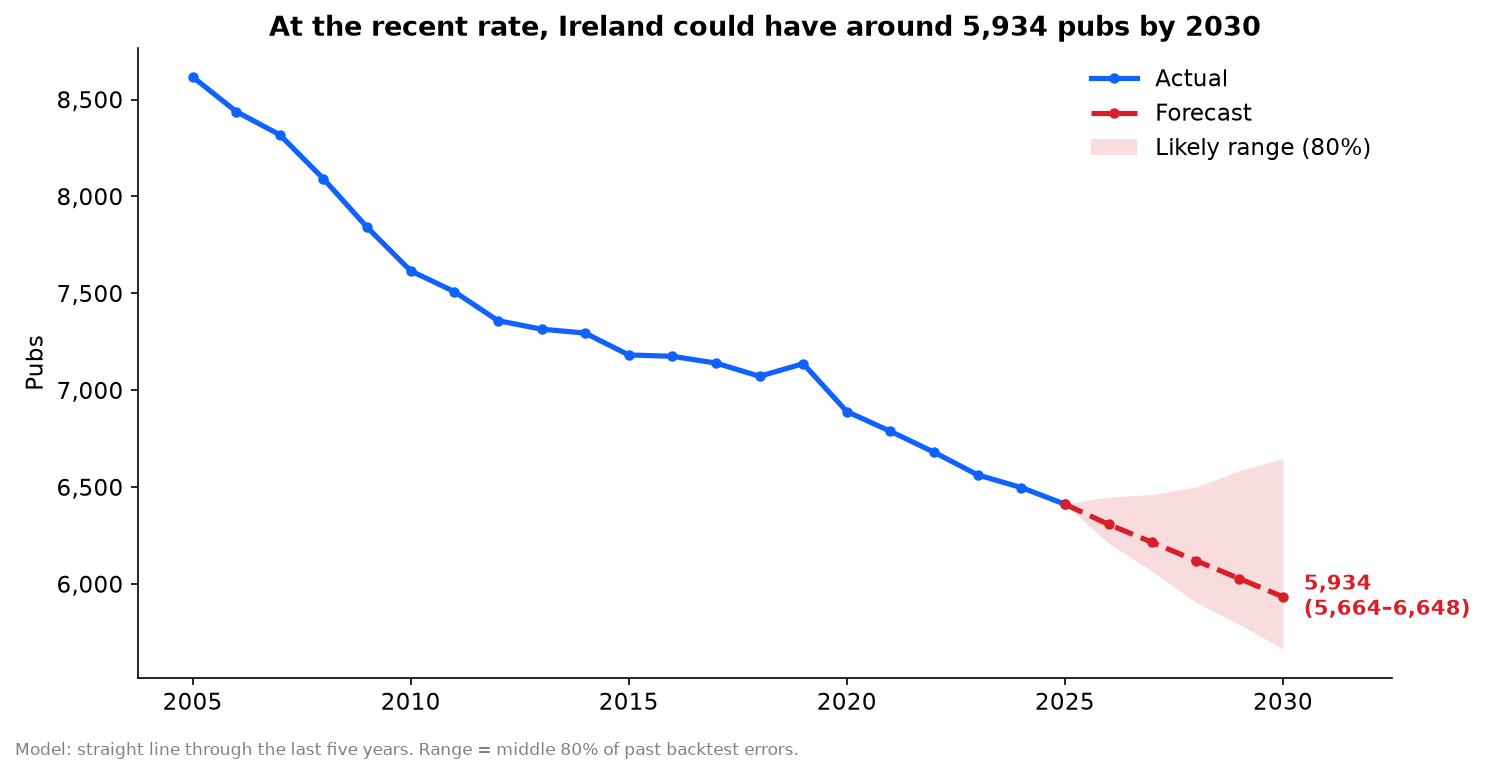 At the recent rate, Ireland could have around 5,934 pubs by 2030
Actual
Forecast
Likely range (80%)
Pubs
8,500
8,000
7,500
7,000
6,500
6,000
5,934
(5,664–6,648)
2005 2010 2015 2020 2025 2030
Model: straight line through the last five years. Range = middle 80% of past backtest errors.